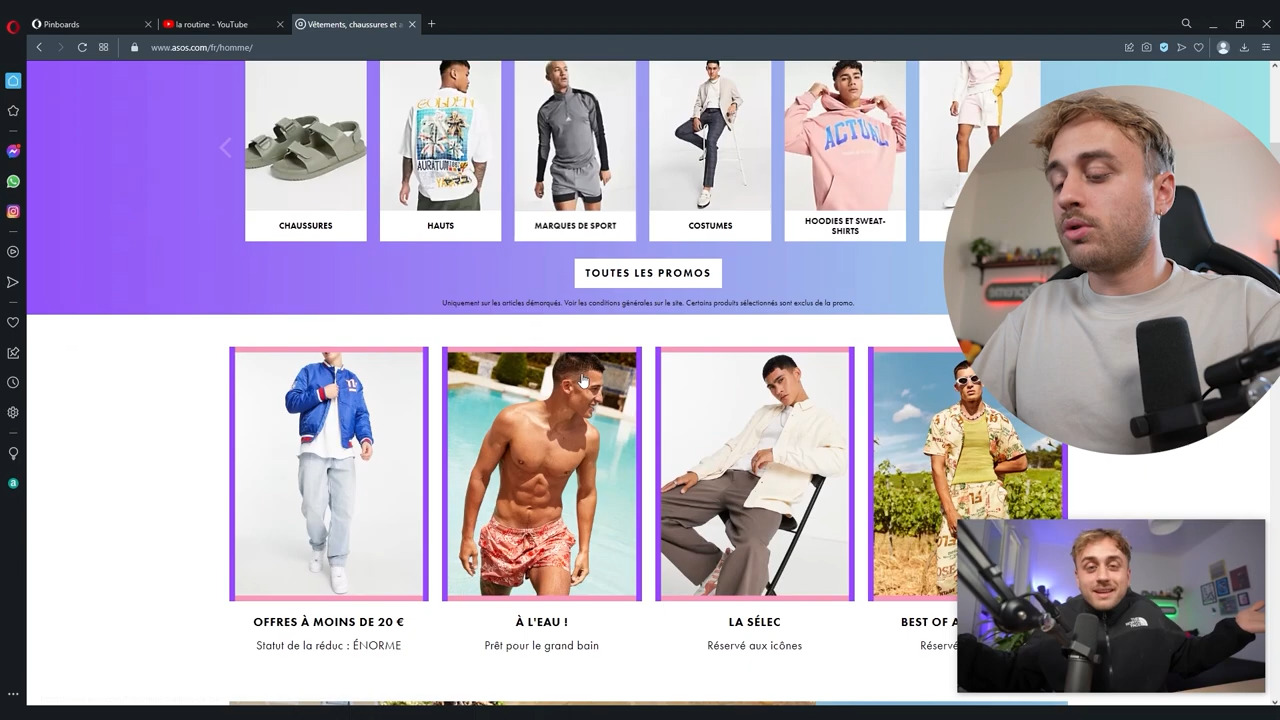 Pinboards
la routine - YouTube
Vêtements, chaussures et a
www.asos.com/fr/homme/
GOLDEN
AURATUM
ACTUAL
CHAUSSURES
HAUTS
MARQUES DE SPORT
COSTUMES
HOODIES ET SWEAT-
SHIRTS
TOUTES LES PROMOS
Uniquement sur les articles démarqués. Voir les conditions générales sur le site. Certains produits sélectionnés sont exclus de la promo.
OFFRES À MOINS DE 20 €
À L'EAU !
LA SÉLEC
BEST OF A
Statut de la réduc : ÉNORME
Prêt pour le grand bain
Réservé aux icônes
Réservé